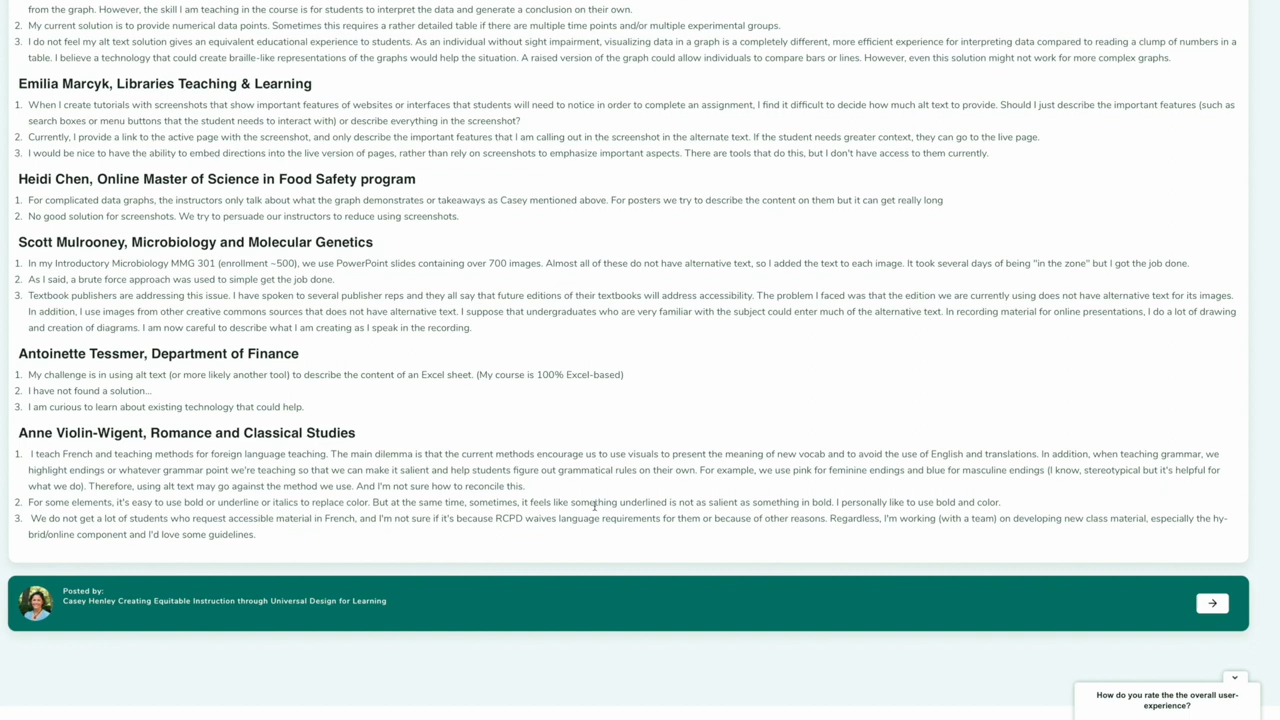 from the graph. However, the skill I am teaching in the course is for students to interpret the data and generate a conclusion on their own.
2. My current solution is to provide numerical data points. Sometimes this requires a rather detailed table if there are multiple time points and/or multiple experimental groups.
3. I do not feel my alt text solution gives an equivalent educational experience to students. As an individual without sight impairment, visualizing data in a graph is a completely different, more efficient experience for interpreting data compared to reading a clump of numbers in a
table. I believe a technology that could create braille-like representations of the graphs would help the situation. A raised version of the graph could allow individuals to compare bars or lines. However, even this solution might not work for more complex graphs.
Emilia Marcyk, Libraries Teaching & Learning
1. When I create tutorials with screenshots that show important features of websites or interfaces that students will need to notice in order to complete an assignment, I find it difficult to decide how much alt text to provide. Should I just describe the important features (such as
search boxes or menu buttons that the student needs to interact with) or describe everything in the screenshot?
2. Currently, I provide a link to the active page with the screenshot, and only describe the important features that I am calling out in the screenshot in the alternate text. If the student needs greater context, they can go to the live page.
3. I would be nice to have the ability to embed directions into the live version of pages, rather than rely on screenshots to emphasize important aspects. There are tools that do this, but I don't have access to them currently.
Heidi Chen, Online Master of Science in Food Safety program
1. For complicated data graphs, the instructors only talk about what the graph demonstrates or takeaways as Casey mentioned above. For posters we try to describe the content on them but it can get really long
2. No good solution for screenshots. We try to persuade our instructors to reduce using screenshots.
Scott Mulrooney, Microbiology and Molecular Genetics
1. In my Introductory Microbiology MMG 301 (enrollment ~500), we use PowerPoint slides containing over 700 images. Almost all of these do not have alternative text, so I added the text to each image. It took several days of being "in the zone" but I got the job done.
2. As I said, a brute force approach was used to simple get the job done.
3. Textbook publishers are addressing this issue. I have spoken to several publisher reps and they all say that future editions of their textbooks will address accessibility. The problem I faced was that the edition we are currently using does not have alternative text for its images.
In addition, I use images from other creative commons sources that does not have alternative text. I suppose that undergraduates who are very familiar with the subject could enter much of the alternative text. In recording material for online presentations, I do a lot of drawing
and creation of diagrams. I am now careful to describe what I am creating as I speak in the recording.
Antoinette Tessmer, Department of Finance
1. My challenge is in using alt text (or more likely another tool) to describe the content of an Excel sheet. (My course is 100% Excel-based)
2. I have not found a solution...
3. I am curious to learn about existing technology that could help.
Anne Violin-Wigent, Romance and Classical Studies
1. I teach French and teaching methods for foreign language teaching. The main dilemma is that the current methods encourage us to use visuals to present the meaning of new vocab and to avoid the use of English and translations. In addition, when teaching grammar, we
highlight endings or whatever grammar point we're teaching so that we can make it salient and help students figure out grammatical rules on their own. For example, we use pink for feminine endings and blue for masculine endings (I know, stereotypical but it's helpful for
what we do). Therefore, using alt text may go against the method we use. And I'm not sure how to reconcile this.
2. For some elements, it's easy to use bold or underline or italics to replace color. But at the same time, sometimes, it feels like something underlined is not as salient as something in bold. I personally like to use bold and color.
3. We do not get a lot of students who request accessible material in French, and I'm not sure if it's because RCPD waives language requirements for them or because of other reasons. Regardless, I'm working (with a team) on developing new class material, especially the hy-
brid/online component and I'd love some guidelines.
Posted by:
Casey Henley Creating Equitable Instruction through Universal Design for Learning
How do you rate the the overall user-
experience?